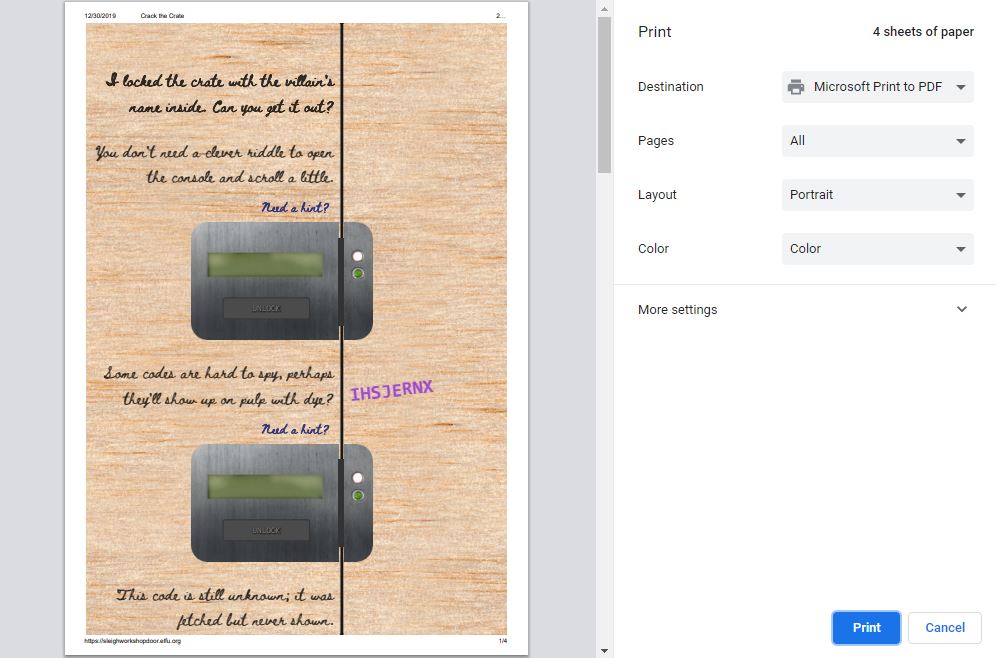 12/30/2019 Crack the Crate 2...
I locked the crate with the villain's
name inside. Can you get it out?
You don't need a clever riddle to open
the console and scroll a little.
Need a hint?
UNLOCK
Some codes are hard to spy, perhaps
they'll show up on pulp with dye?
IHSJERNX
Need a hint?
UNLOCK
This code is still unknown; it was
fetched but never shown.
https://sleighworkshopdoor.elfu.org 1/4
Print 4 sheets of paper
Destination Microsoft Print to PDF
Pages All
Layout Portrait
Color Color
More settings
Print Cancel